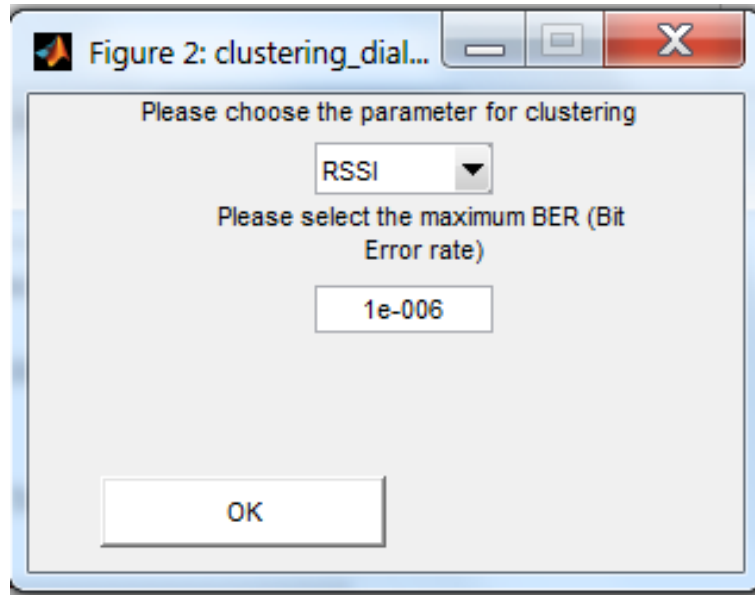 Figure 2: clustering_dial...
Please choose the parameter for clustering
RSSI
Please select the maximum BER (Bit
Error rate)
1e-006
OK